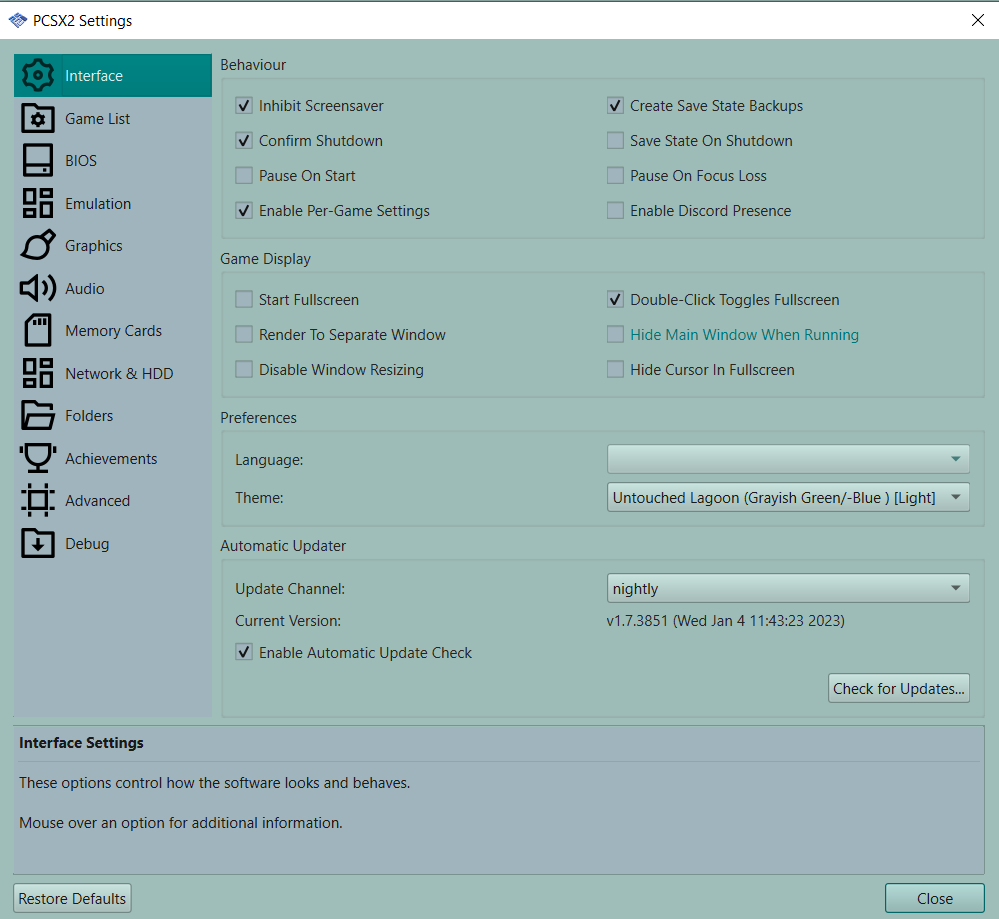 PCSX2 Settings
Interface
Game List
BIOS
Emulation
Graphics
Audio
Memory Cards
Network & HDD
Folders
Achievements
Advanced
Debug
Behaviour
Inhibit Screensaver
Create Save State Backups
Confirm Shutdown
Save State On Shutdown
Pause On Start
Pause On Focus Loss
Enable Per-Game Settings
Enable Discord Presence
Game Display
Start Fullscreen
Double-Click Toggles Fullscreen
Render To Separate Window
Hide Main Window When Running
Disable Window Resizing
Hide Cursor In Fullscreen
Preferences
Language:
Theme:
Untouched Lagoon (Grayish Green/-Blue ) [Light]
Automatic Updater
Update Channel:
nightly
Current Version:
v1.7.3851 (Wed Jan 4 11:43:23 2023)
Enable Automatic Update Check
Check for Updates...
Interface Settings
These options control how the software looks and behaves.
Mouse over an option for additional information.
Restore Defaults
Close